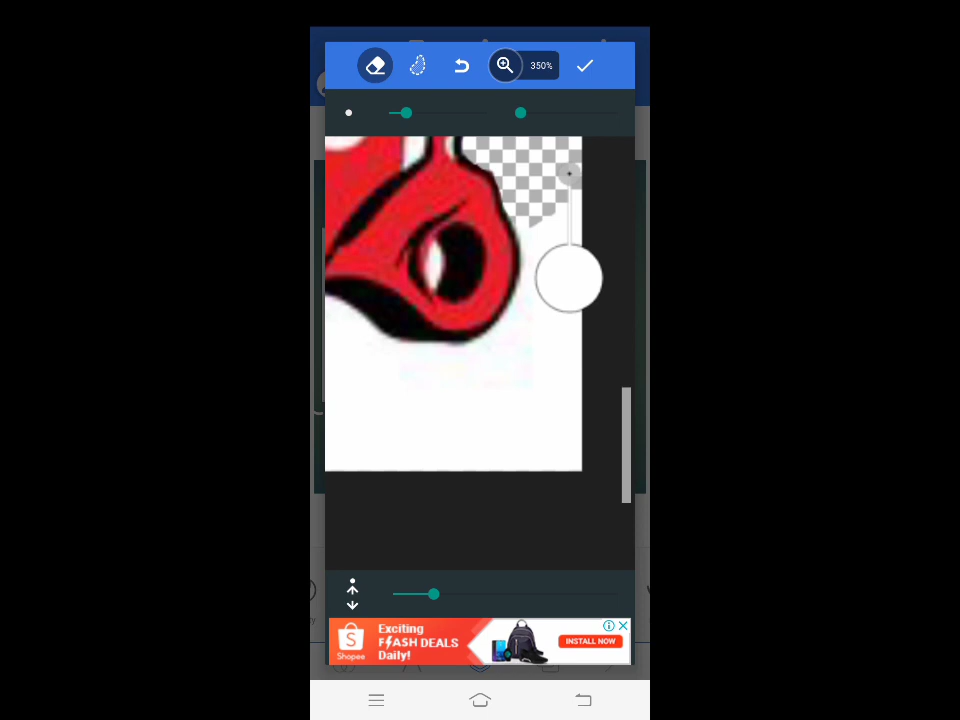 350%
Exciting
FLASH DEALS
Daily!
Shopee
INSTALL NOW